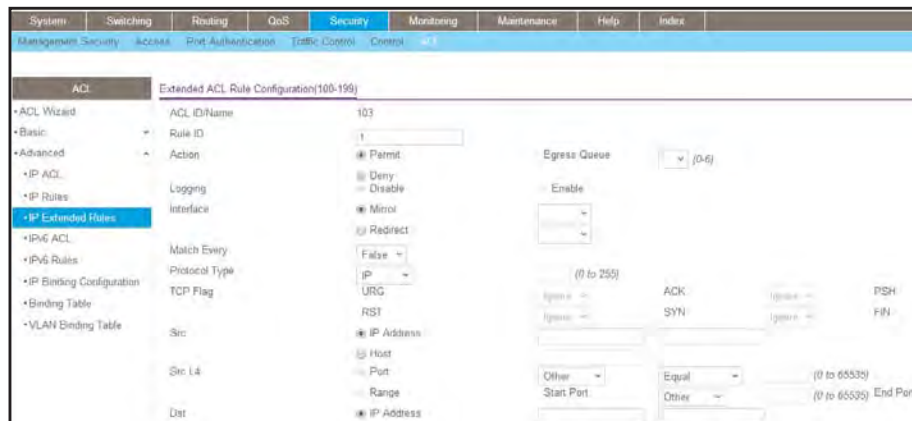 System Switching Routing QoS Security Monitoring Maintenance Help Index
Management Security Access Port Authentication Traffic Control Control ACL
ACL
Extended ACL Rule Configuration(100-199)
ACL Wizard
Basic
Advanced
IP ACL
IP Rules
IP Extended Rules
IPv6 ACL
IPv6 Rules
IP Binding Configuration
Binding Table
VLAN Binding Table
ACL ID/Name 103
Rule ID 1
Action Permit Egress Queue (0-6)
Deny
Logging Disable Enable
Interface Mirror
Redirect
Match Every False
Protocol Type IP (0 to 255)
TCP Flag URG Ignore ACK Ignore PSH
RST Ignore SYN Ignore FIN
Src IP Address
Host
Src L4 Port Other Equal (0 to 65535)
Range Start Port Other (0 to 65535) End Por
Dst IP Address